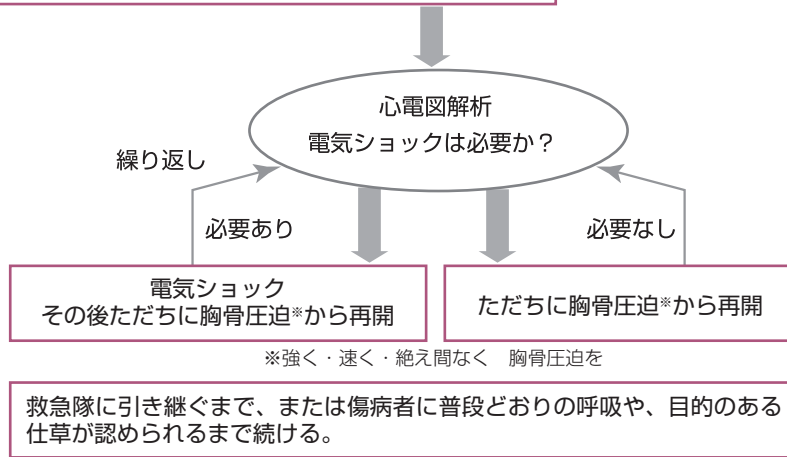 心電図解析
電気ショックは必要か？
繰り返し
必要あり
必要なし
電気ショック
その後ただちに胸骨圧迫※から再開
ただちに胸骨圧迫※から再開
※強く・速く・絶え間なく　胸骨圧迫を
救急隊に引き継ぐまで、または傷病者に普段どおりの呼吸や、目的のある
仕草が認められるまで続ける。